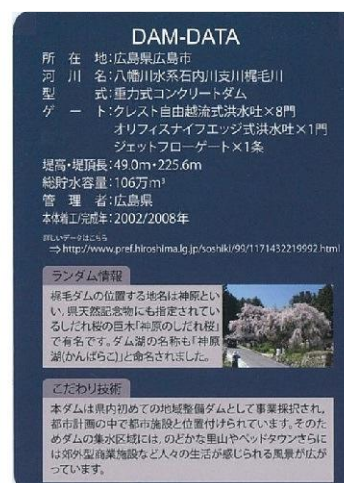 DAM-DATA
所在地:広島県広島市
河川名:八幡川水系石内川支川梶毛川
型式:重力式コンクリートダム
ゲート:クレスト自由越流式洪水吐×8門
オリフィスナイフエッジ式洪水吐×1門
ジェットフローゲート×1条
堤高・堤頂長:49.0m・225.6m
総貯水容量:106万m³
管理者:広島県
本体着工/完成年:2002/2008年
詳しいデータはこちら
⇒http://www.pref.hiroshima.lg.jp/soshiki/99/1171432219992.html
ランダム情報
梶毛ダムの位置する地名は神原とい
い、県天然記念物にも指定されて
いるしだれ桜の巨木「神原のしだれ桜」
で有名です。ダム湖の名称も「神原
湖(かんばらこ)」と命名されました。
こだわり技術
本ダムは県内初めての地域整備ダムとして事業採択され、
都市計画の中で都市施設と位置付けられています。そのた
めダムの集水区域には、のどかな里山やベッドタウンさらに
は郊外型商業施設など人々の生活が感じられる風景が広が
っています。